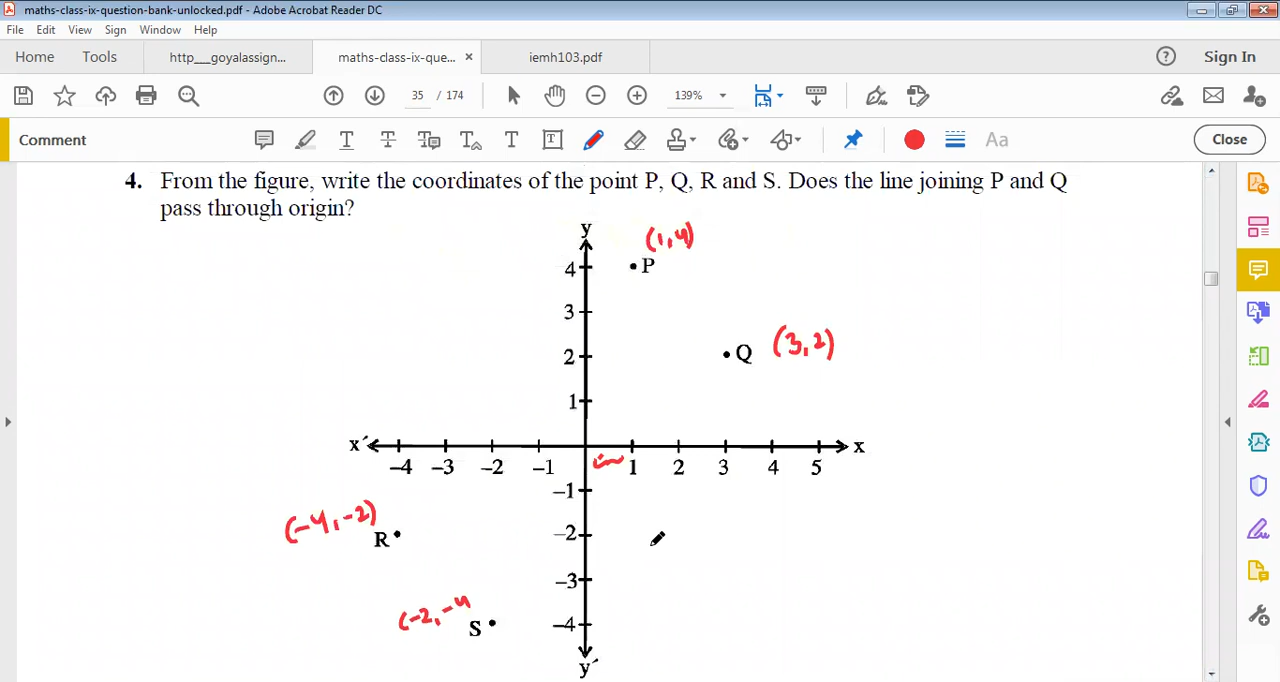 maths-class-ix-question-bank-unlocked.pdf - Adobe Acrobat Reader DC
File Edit View Sign Window Help
Home Tools http___goyalassign... maths-class-ix-que... × iemh103.pdf ? Sign In
35 / 174 139%
Comment T T T T T Aa Close
4. From the figure, write the coordinates of the point P, Q, R and S. Does the line joining P and Q
pass through origin?
y
(1,4)
4 P
3
2 Q (3,2)
1
x´ x
–4 –3 –2 –1 1 2 3 4 5
–1
(-4,-2)
–2
R
–3
(-2,-4
–4
S
y´